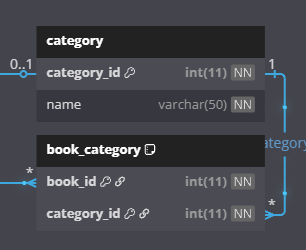 category
0..1
category_id int(11) NN
1
name varchar(50) NN
book_category
ategory
*
book_id int(11) NN
*
category_id int(11) NN